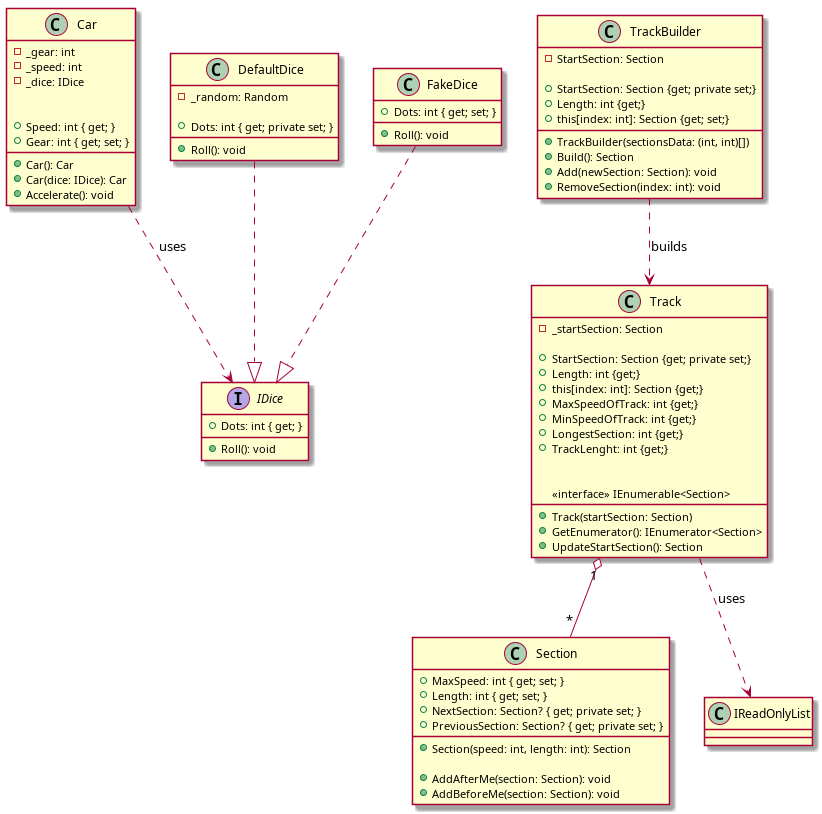 C Car
_gear: int
_speed: int
_dice: IDice
Speed: int { get; }
Gear: int { get; set; }
Car(): Car
Car(dice: IDice): Car
Accelerate(): void
C DefaultDice
_random: Random
Dots: int { get; private set; }
Roll(): void
C FakeDice
Dots: int { get; set; }
Roll(): void
C TrackBuilder
StartSection: Section
StartSection: Section {get; private set;}
Length: int {get;}
this[index: int]: Section {get; set;}
TrackBuilder(sectionsData: (int, int)[])
Build(): Section
Add(newSection: Section): void
RemoveSection(index: int): void
uses
builds
I IDice
Dots: int { get; }
Roll(): void
C Track
_startSection: Section
StartSection: Section {get; private set;}
Length: int {get;}
this[index: int]: Section {get;}
MaxSpeedOfTrack: int {get;}
MinSpeedOfTrack: int {get;}
LongestSection: int {get;}
TrackLenght: int {get;}
«interface» IEnumerable<Section>
Track(startSection: Section)
GetEnumerator(): IEnumerator<Section>
UpdateStartSection(): Section
1
*
uses
C Section
MaxSpeed: int { get; set; }
Length: int { get; set; }
NextSection: Section? { get; private set; }
PreviousSection: Section? { get; private set; }
Section(speed: int, length: int): Section
AddAfterMe(section: Section): void
AddBeforeMe(section: Section): void
C IReadOnlyList